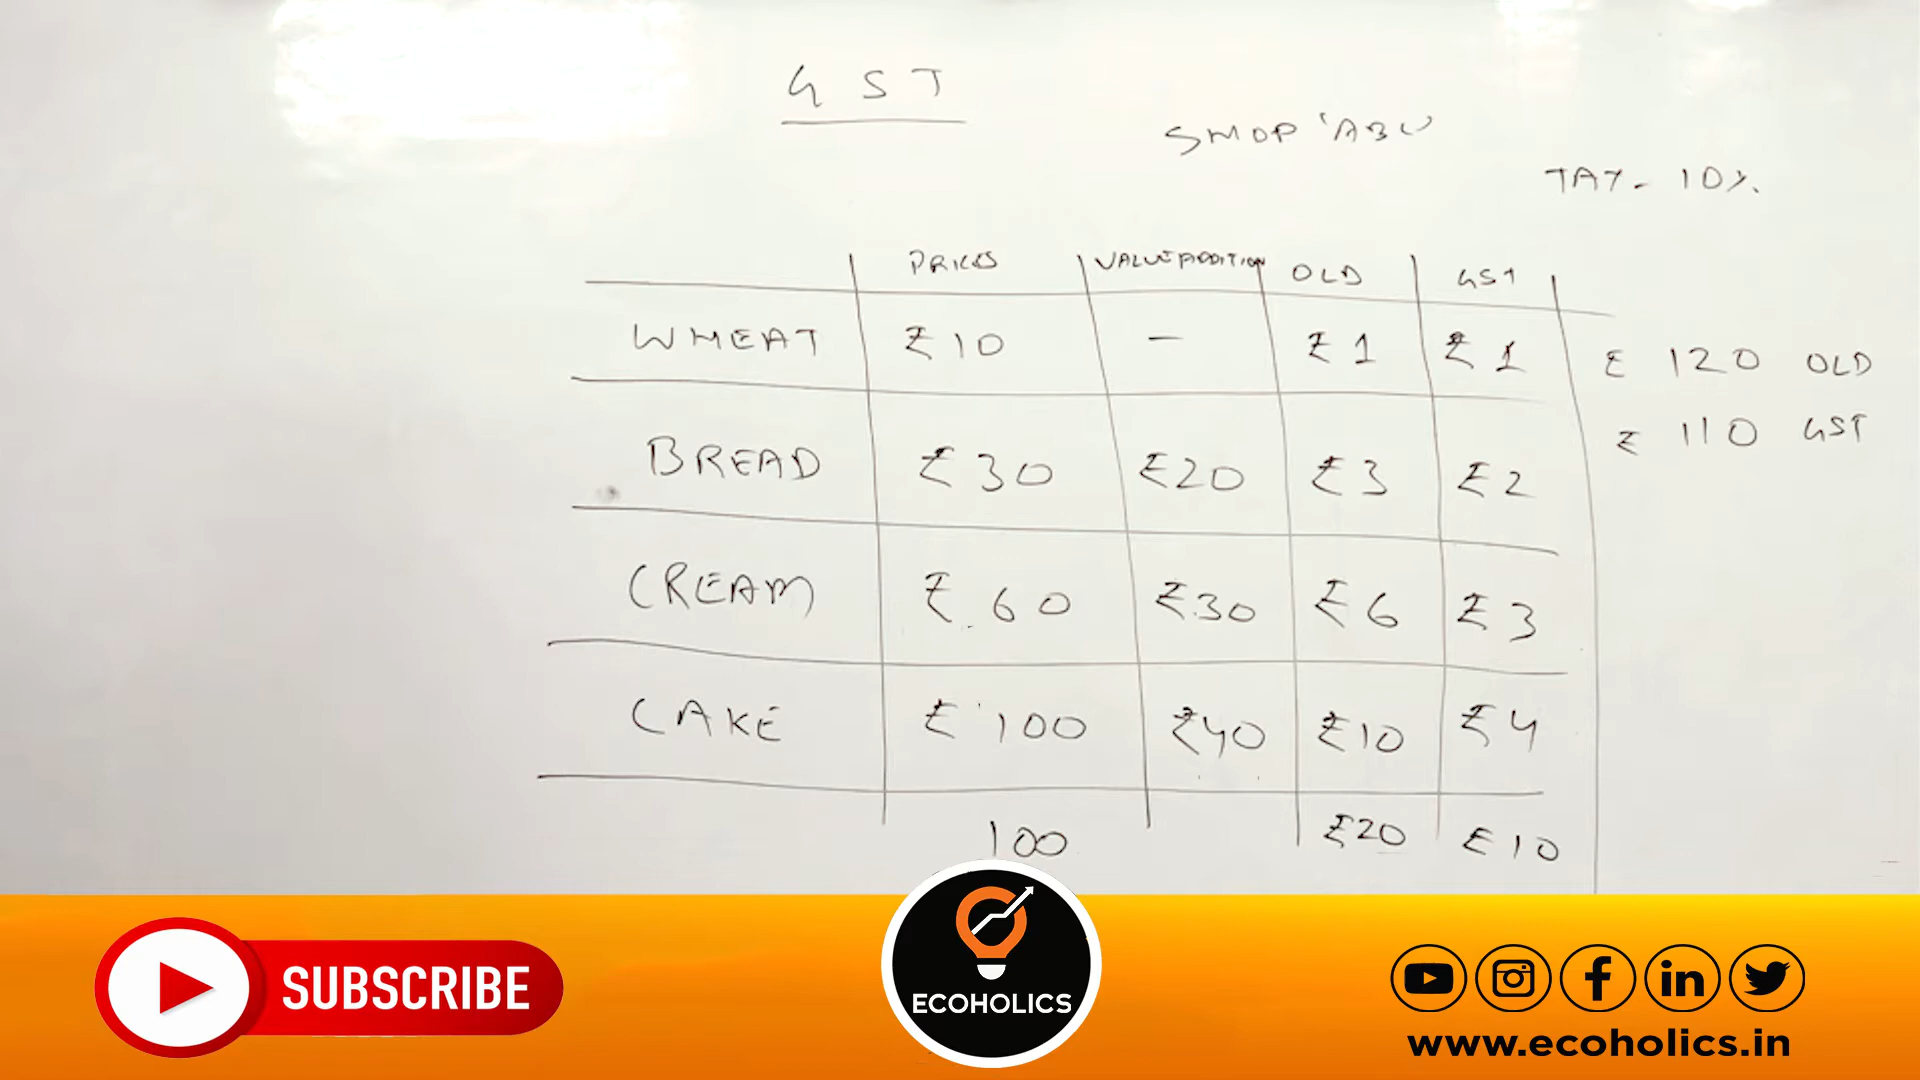 GST
SHOP 'ABC'
TAX - 10%
PRICES VALUE ADDITION OLD GST
WHEAT ₹10 - ₹1 ₹1
₹ 120 OLD
₹ 110 GST
BREAD ₹30 ₹20 ₹3 ₹2
CREAM ₹60 ₹30 ₹6 ₹3
CAKE ₹100 ₹40 ₹10 ₹4
100 ₹20 ₹10
SUBSCRIBE
ECOHOLICS
www.ecoholics.in